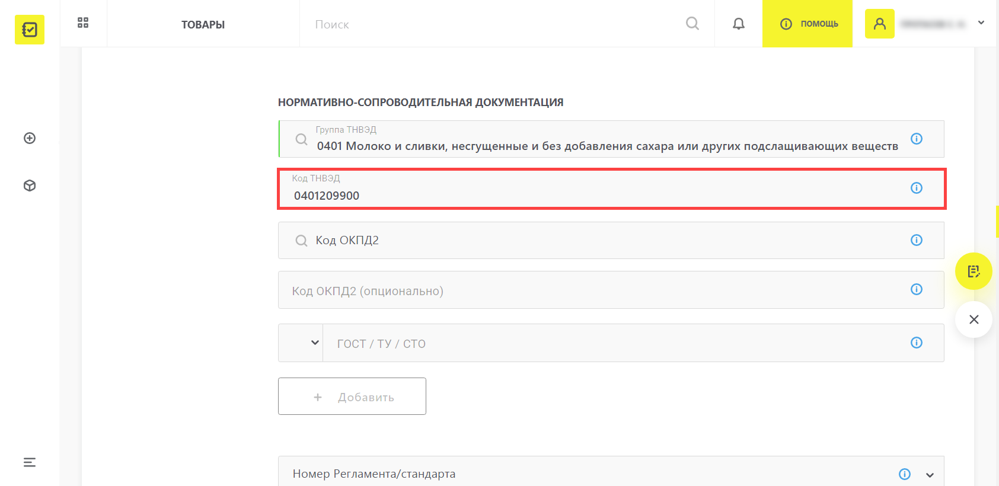 ТОВАРЫ
Поиск
ПОМОЩЬ
НОРМАТИВНО-СОПРОВОДИТЕЛЬНАЯ ДОКУМЕНТАЦИЯ
Группа ТНВЭД
0401 Молоко и сливки, несгущенные и без добавления сахара или других подслащивающих веществ
Код ТНВЭД
0401209900
Код ОКПД2
Код ОКПД2 (опционально)
ГОСТ / ТУ / СТО
+ Добавить
Номер Регламента/стандарта